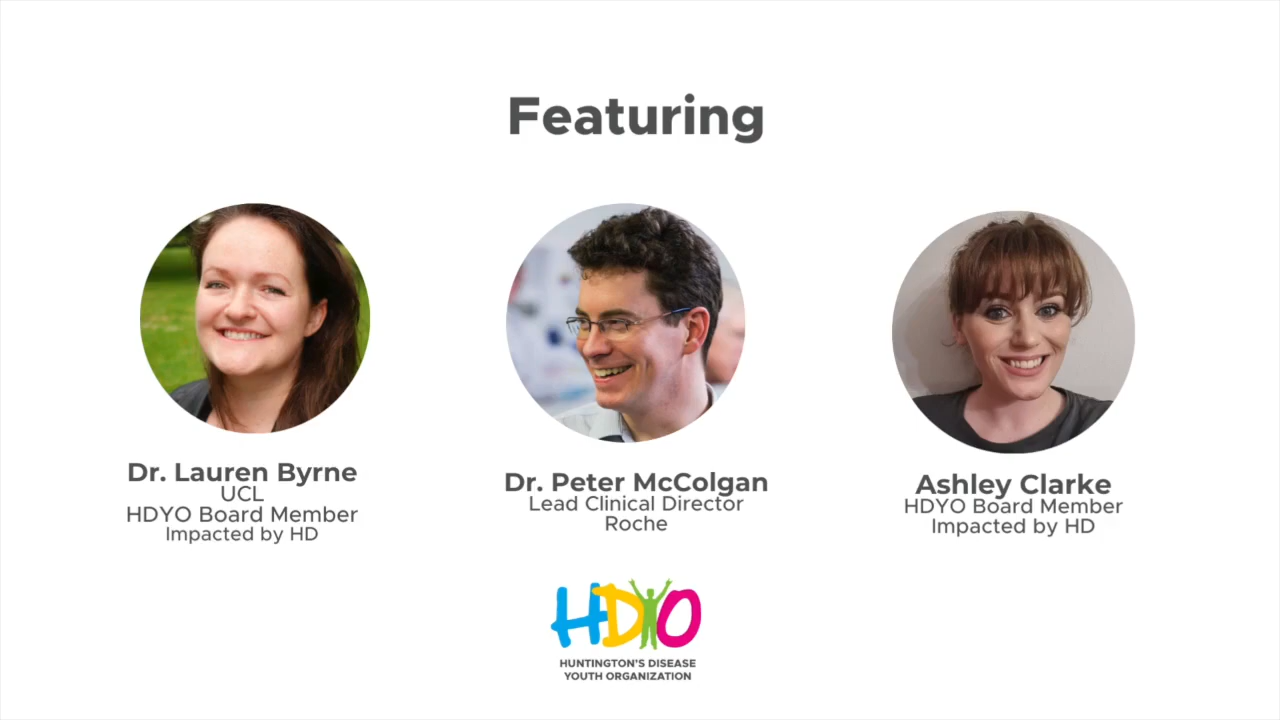 Featuring
Dr. Lauren Byrne
UCL
HDYO Board Member
Impacted by HD
Dr. Peter McColgan
Lead Clinical Director
Roche
Ashley Clarke
HDYO Board Member
Impacted by HD
HDYO
HUNTINGTON'S DISEASE
YOUTH ORGANIZATION